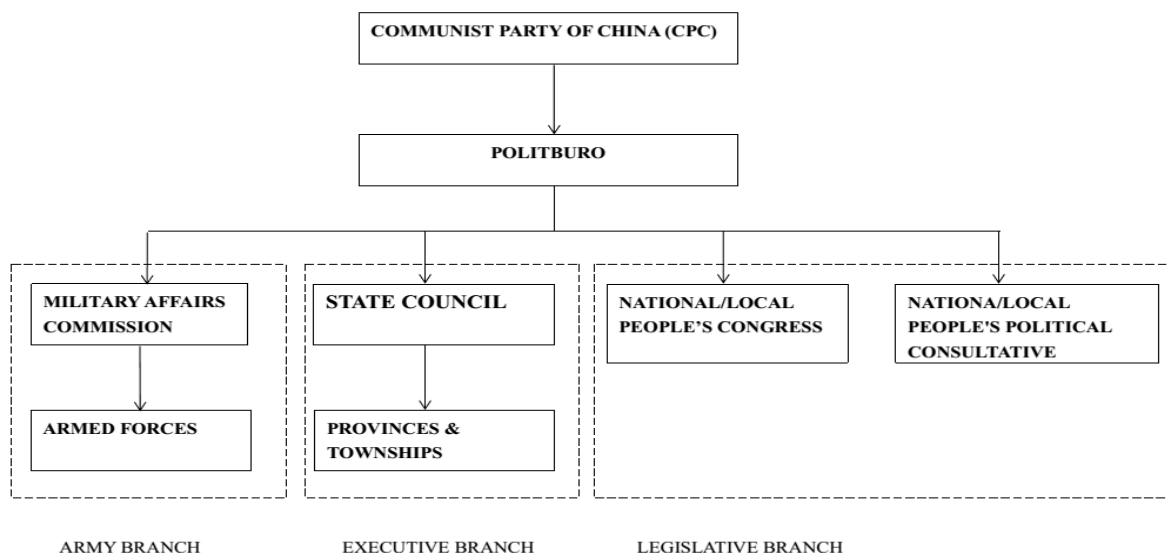 COMMUNIST PARTY OF CHINA (CPC)
POLITBURO
MILITARY AFFAIRS
COMMISSION
STATE COUNCIL
NATIONAL/LOCAL
PEOPLE’S CONGRESS
NATIONA/LOCAL
PEOPLE'S POLITICAL
CONSULTATIVE
ARMED FORCES
PROVINCES &
TOWNSHIPS
ARMY BRANCH
EXECUTIVE BRANCH
LEGISLATIVE BRANCH